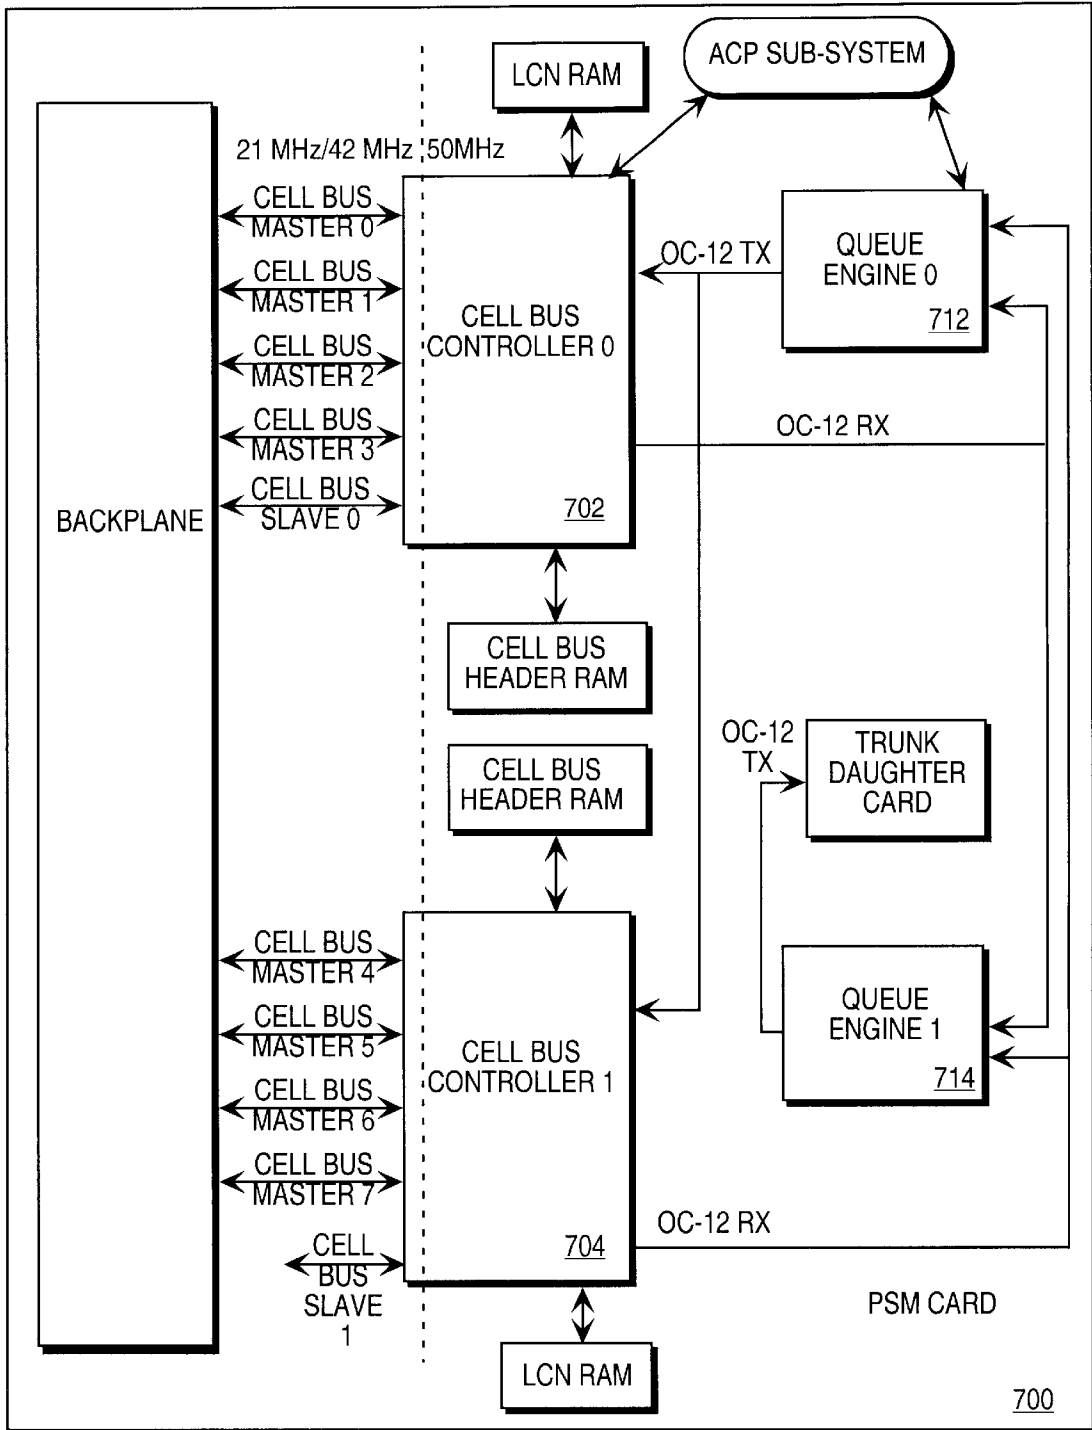 LCN RAM
ACP SUB-SYSTEM
21 MHz/42 MHz
50MHz
CELL BUS
MASTER 0
CELL BUS
MASTER 1
CELL BUS
MASTER 2
CELL BUS
MASTER 3
CELL BUS
SLAVE 0
BACKPLANE
CELL BUS
CONTROLLER 0
702
OC-12 TX
QUEUE
ENGINE 0
712
OC-12 RX
CELL BUS
HEADER RAM
CELL BUS
HEADER RAM
OC-12
TX
TRUNK
DAUGHTER
CARD
CELL BUS
MASTER 4
CELL BUS
MASTER 5
CELL BUS
MASTER 6
CELL BUS
MASTER 7
CELL
BUS
SLAVE
1
CELL BUS
CONTROLLER 1
704
QUEUE
ENGINE 1
714
OC-12 RX
PSM CARD
LCN RAM
700